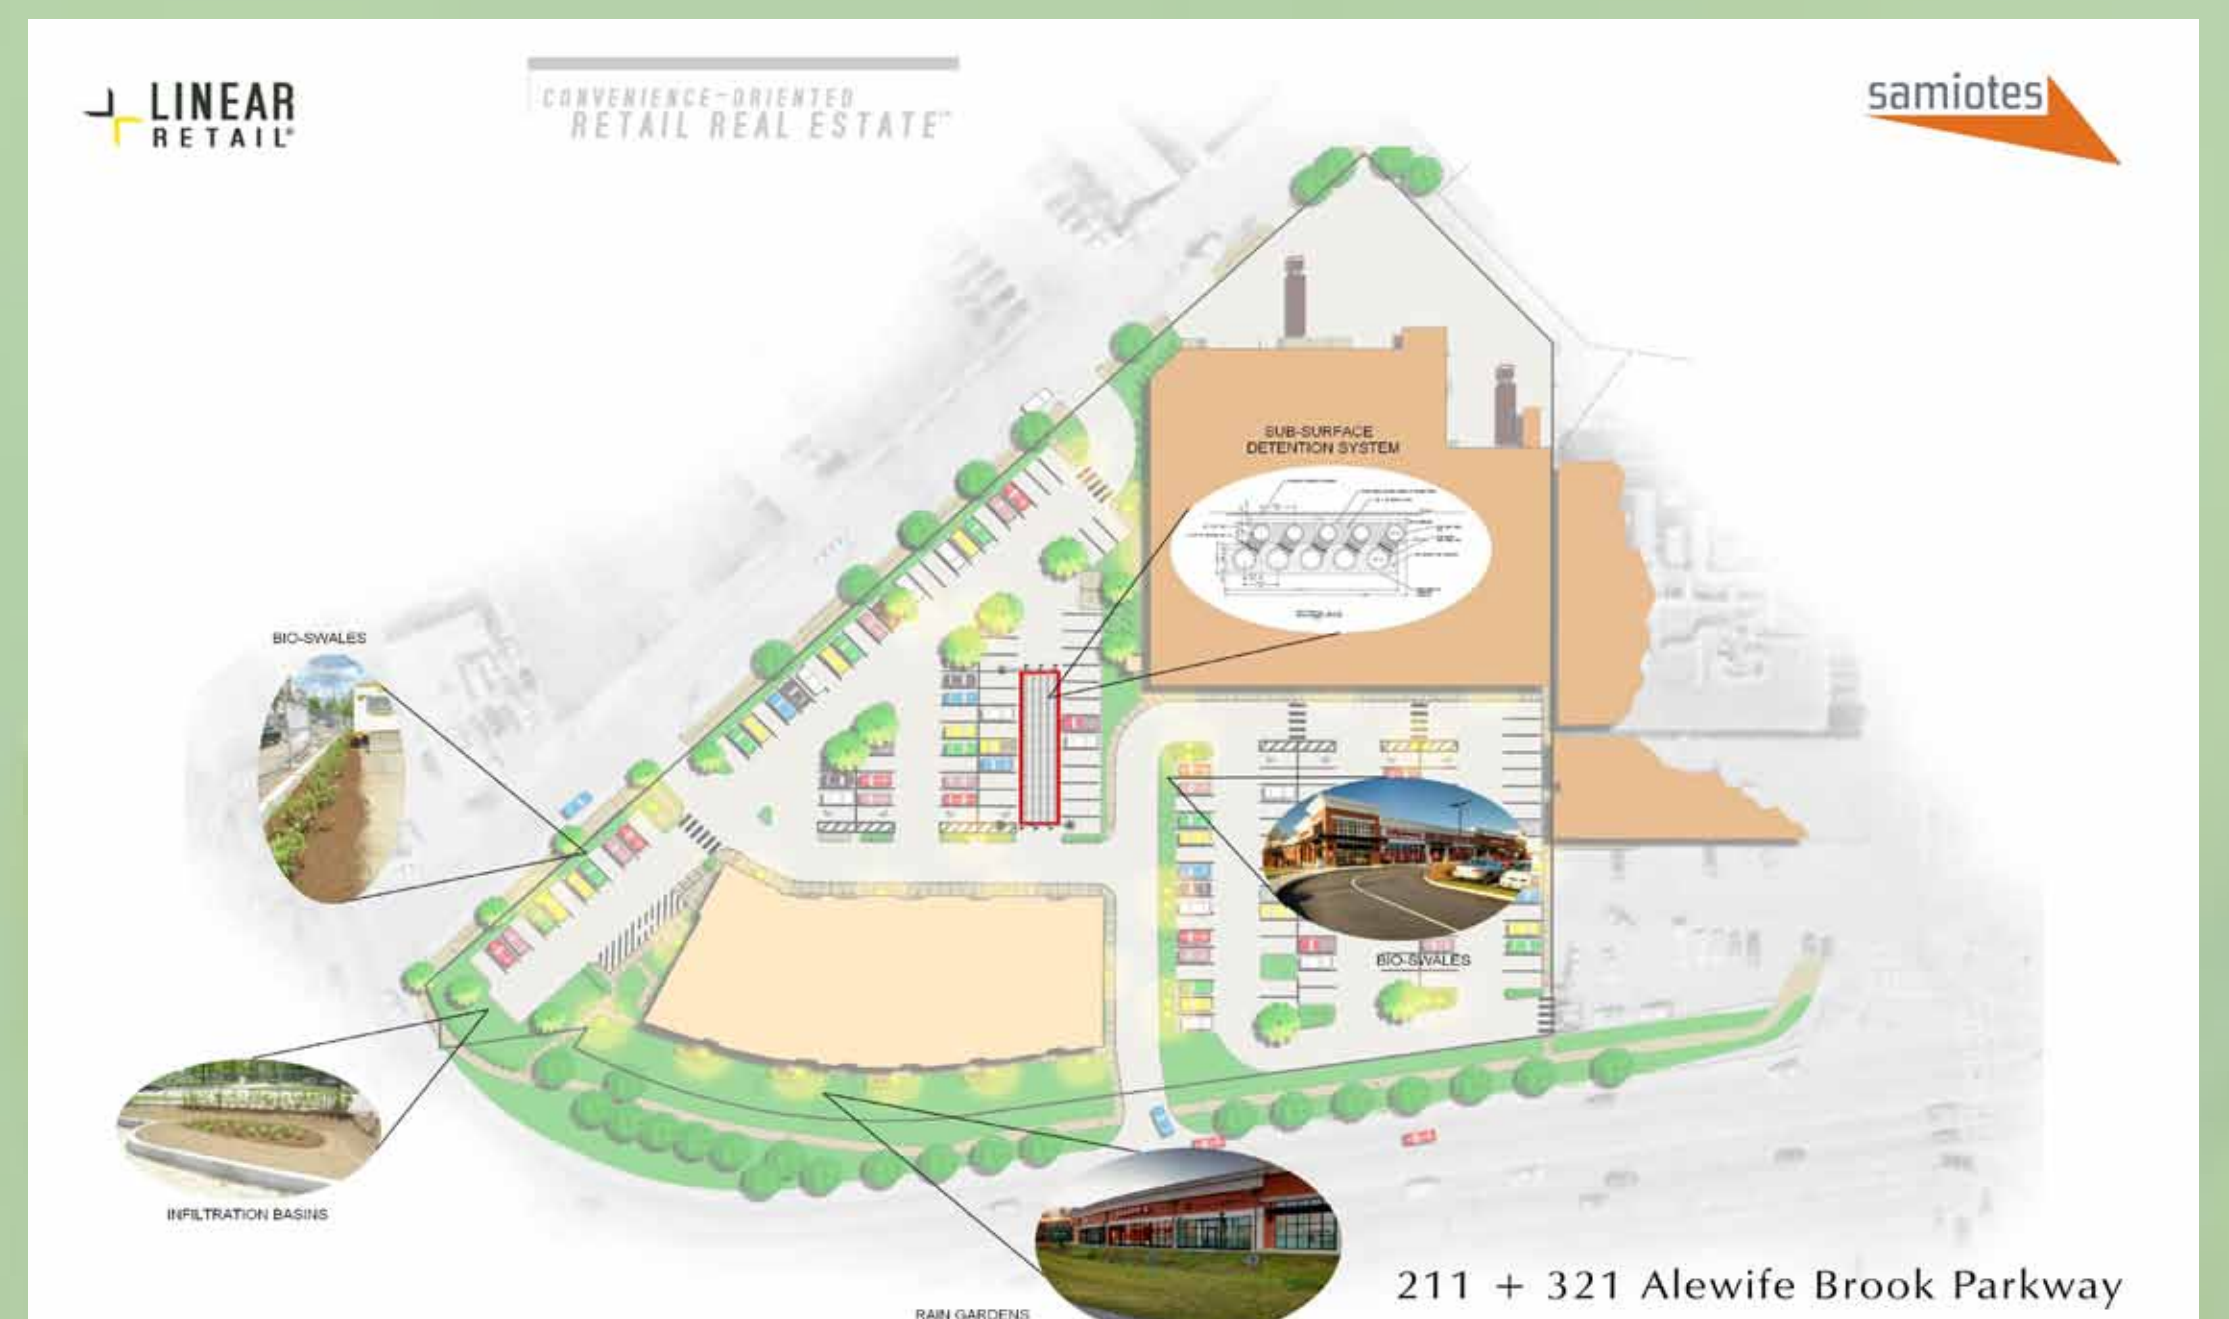 LINEAR
RETAIL®
CONVENIENCE-ORIENTED
RETAIL REAL ESTATE
samiotes
SUB-SURFACE
DETENTION SYSTEM
BIO-SWALES
BIO-SWALES
INFILTRATION BASINS
RAIN GARDENS
211 + 321 Alewife Brook Parkway